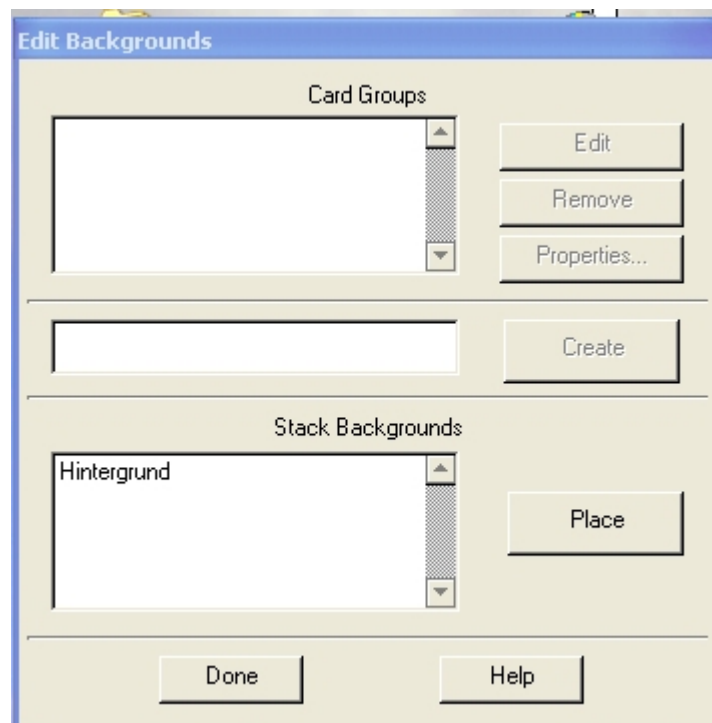 Edit Backgrounds
Card Groups
Edit
Remove
Properties...
Create
Stack Backgrounds
Hintergrund
Place
Done
Help